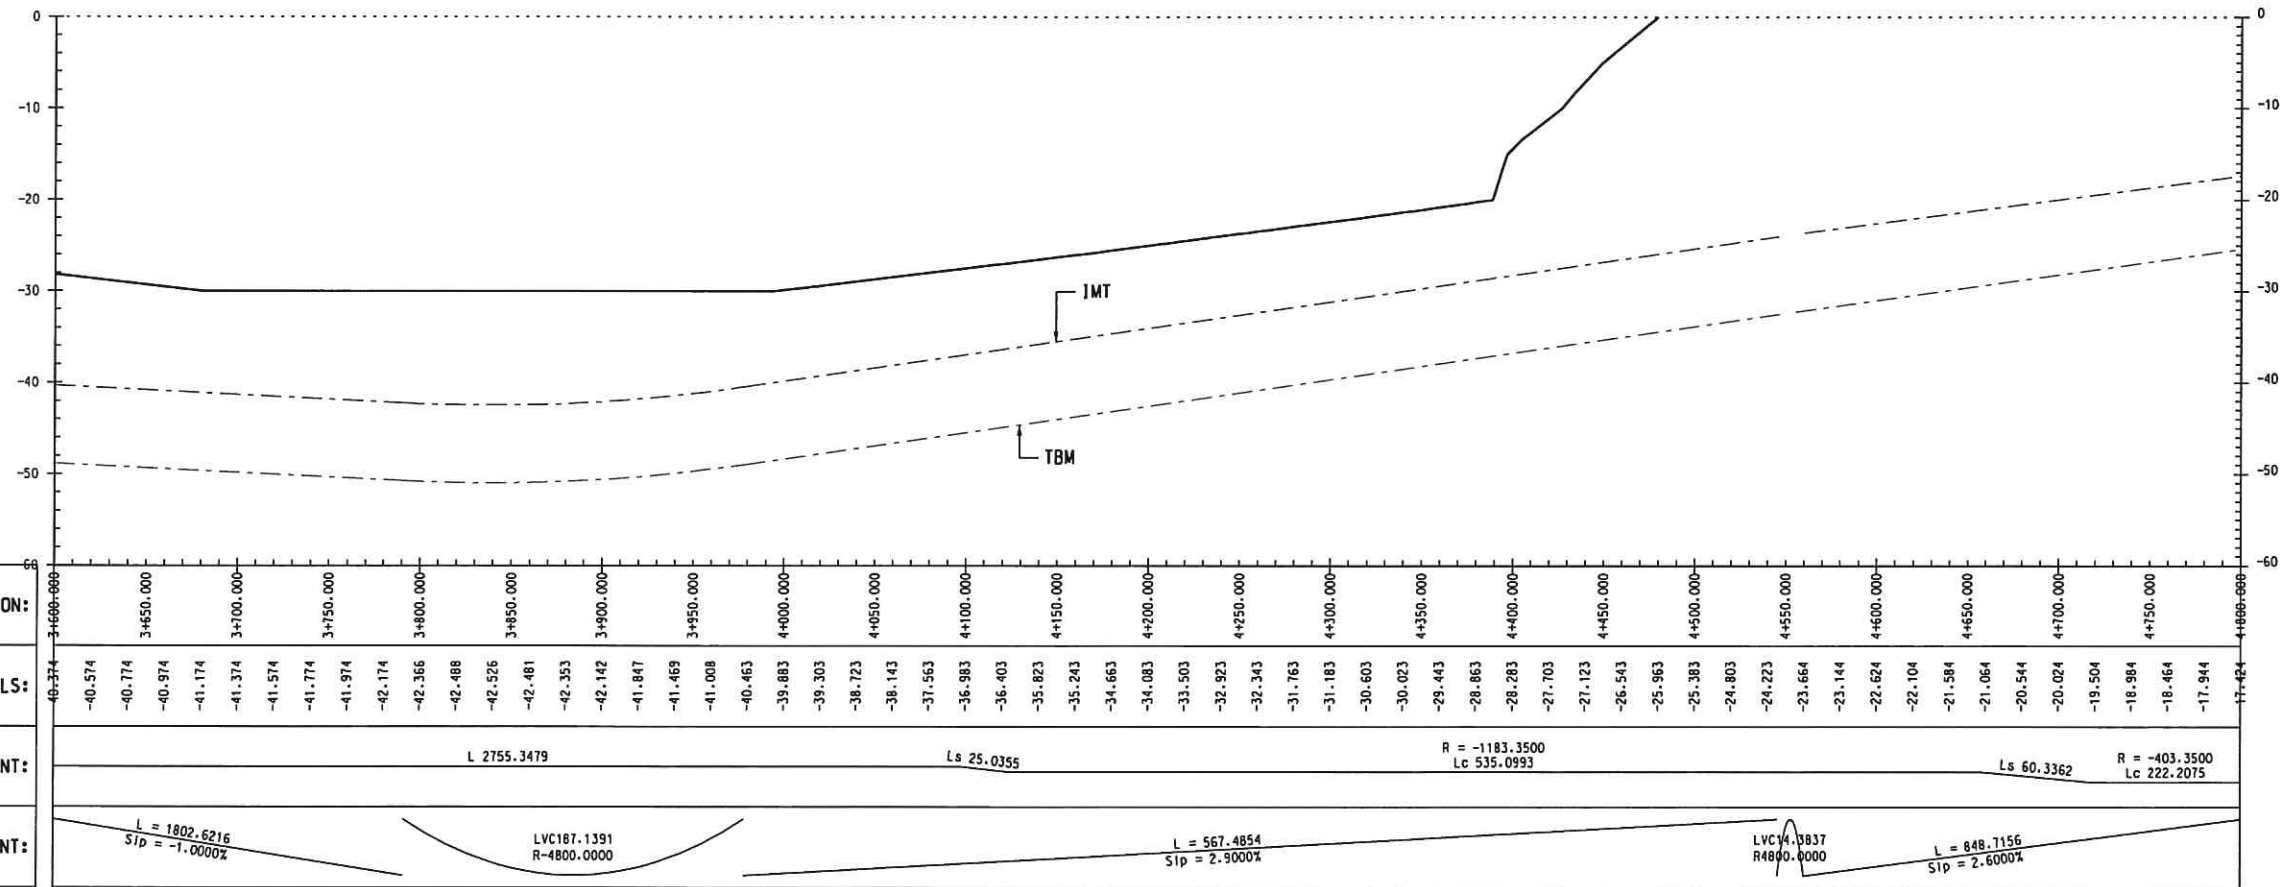 0
-10
-20
-30
-40
-50
-60
0
-10
-20
-30
-40
-50
-60
IMT
TBM
ON:
3+600.000 3+650.000 3+700.000 3+750.000 3+800.000 3+850.000 3+900.000 3+950.000 4+000.000 4+050.000 4+100.000 4+150.000 4+200.000 4+250.000 4+300.000 4+350.000 4+400.000 4+450.000 4+500.000 4+550.000 4+600.000 4+650.000 4+700.000 4+750.000 4+800.000
LS:
-40.374 -40.574 -40.774 -40.974 -41.174 -41.374 -41.574 -41.774 -41.974 -42.174 -42.366 -42.488 -42.526 -42.481 -42.353 -42.142 -41.847 -41.469 -41.008 -40.463 -39.883 -39.303 -38.723 -38.143 -37.563 -36.983 -36.403 -35.823 -35.243 -34.663 -34.083 -33.503 -32.923 -32.343 -31.763 -31.183 -30.603 -30.023 -29.443 -28.863 -28.283 -27.703 -27.123 -26.543 -25.963 -25.383 -24.803 -24.223 -23.664 -23.144 -22.624 -22.104 -21.584 -21.064 -20.544 -20.024 -19.504 -18.984 -18.464 -17.944 -17.424
NT:
L 2755.3479
Ls 25.0355
R = -1183.3500
Lc 535.0993
Ls 60.3362
R = -403.3500
Lc 222.2075
NT:
L = 1802.6216
Slp = -1.0000%
LVC187.1391
R-4800.0000
L = 567.4854
Slp = 2.9000%
LVC14.3837
R4800.0000
L = 848.7156
Slp = 2.6000%